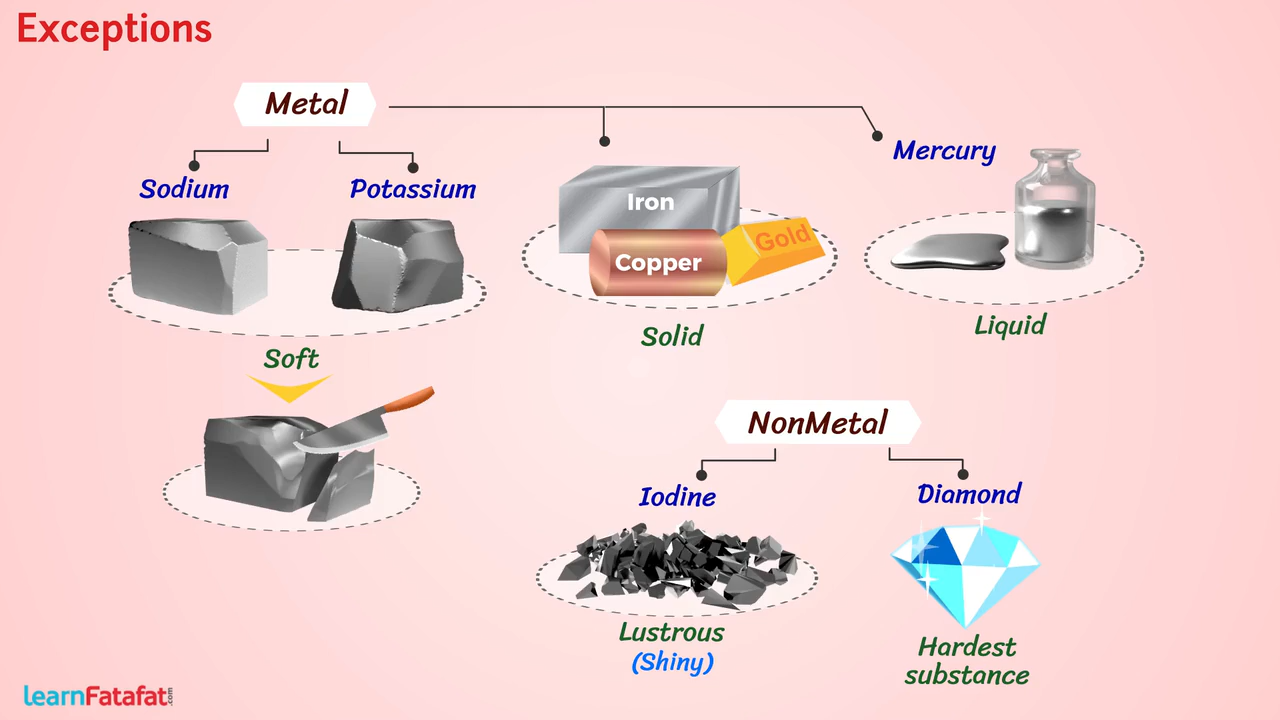 Exceptions
Metal
Sodium
Potassium
Soft
Iron
Copper
Gold
Solid
Mercury
Liquid
NonMetal
Iodine
Lustrous
(Shiny)
Diamond
Hardest
substance
learnFatafat.com